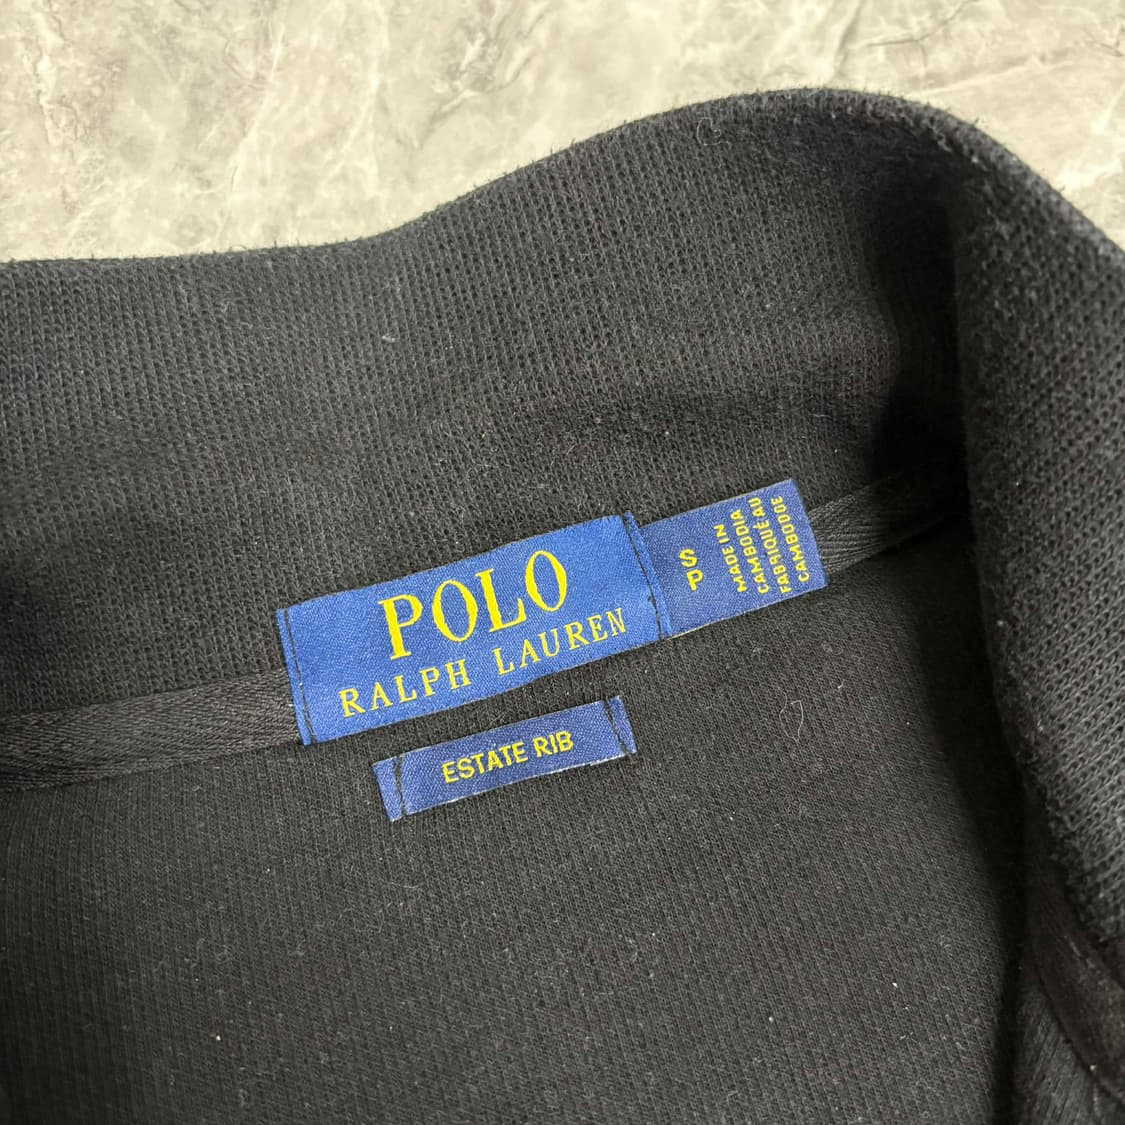 POLO
RALPH LAUREN
S
P
MADE IN
CAMBODIA
FABRIQUÉ AU
CAMBODGE
ESTATE RIB